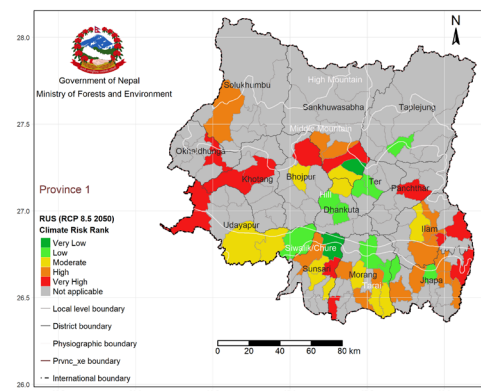 28.0
N
Government of Nepal
Ministry of Forests and Environment
High Mountain
Solukhumbu
Sankhuwasabha
Taplejung
27.5
Middle Mountain
Okhaldhunga
Khotang
Bhojpur
Ter
Panchthar
Province 1
Hill
Dhankuta
27.0
RUS (RCP 8.5 2050)
Climate Risk Rank
Udayapur
Ilam
Siwalik/Chure
Very Low
Low
Moderate
High
Very High
Not applicable
Sunsari
Morang
Jhapa
Terai
26.5
Local level boundary
District boundary
Physiographic boundary
Prvnc_xe boundary
International boundary
0 20 40 60 80 km
26.0